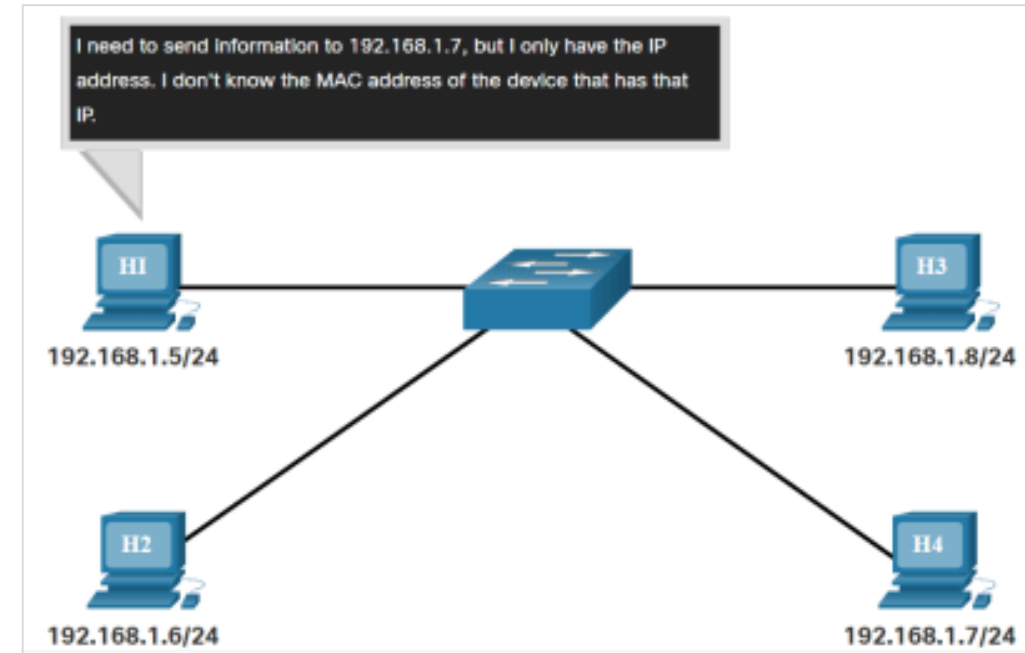 I need to send information to 192.168.1.7, but I only have the IP
address. I don't know the MAC address of the device that has that
IP.
H1
H3
192.168.1.5/24
192.168.1.8/24
H2
H4
192.168.1.6/24
192.168.1.7/24